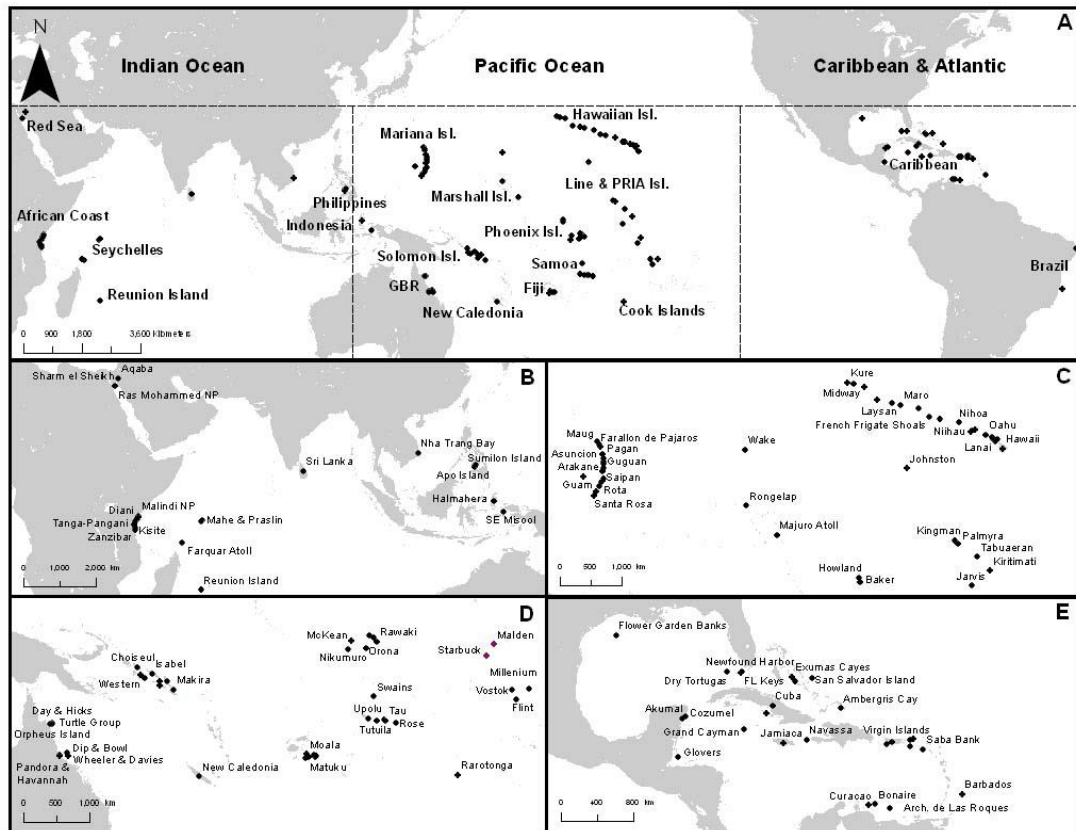 N
A
Indian Ocean
Pacific Ocean
Caribbean & Atlantic
Red Sea
Hawaiian Isl.
Mariana Isl.
Caribbean
Marshall Isl.
Line & PRIA Isl.
Philippines
African Coast
Indonesia
Phoenix Isl.
Seychelles
Solomon Isl.
Samoa
Brazil
Reunion Island
GBR
Fiji
New Caledonia
Cook Islands
0 900 1,800 3,600 Kilometers
B
Sharm el Sheikh
Aqaba
Ras Mohammed NP
Nha Trang Bay
Sumilon Island
Sri Lanka
Apo Island
Halmahera
SE Misool
Diani
Malindi NP
Tanga-Pangani
Kisite
Zanzibar
Mahe & Praslin
Farquar Atoll
Reunion Island
0 1,000 2,000 km
C
Kure
Midway
Maro
Laysan
French Frigate Shoals
Nihoa
Niihau
Oahu
Lanai
Hawaii
Maug
Farallon de Pajaros
Pagan
Asuncion
Guguan
Arakane
Saipan
Guam
Rota
Santa Rosa
Wake
Johnston
Rongelap
Majuro Atoll
Kingman
Palmyra
Tabuaeran
Kiritimati
Howland
Baker
Jarvis
0 500 1,000 km
D
McKean
Rawaki
Nikumuro
Orona
Malden
Starbuck
Choiseul
Isabel
Western
Makira
Millenium
Vostok
Flint
Swains
Upolu
Tau
Rose
Tutuila
Day & Hicks
Turtle Group
Orpheus Island
Dip & Bowl
Wheeler & Davies
Pandora &
Havannah
Moala
Matuku
New Caledonia
Rarotonga
0 500 1,000 km
E
Flower Garden Banks
Newfound Harbor
Exumas Cayes
Dry Tortugas
FL Keys
San Salvador Island
Cuba
Ambergris Cay
Akumal
Cozumel
Grand Cayman
Jamiaca
Navassa
Virgin Islands
Saba Bank
Glovers
Barbados
Curacao
Bonaire
Arch. de Las Roques
0 400 800 km